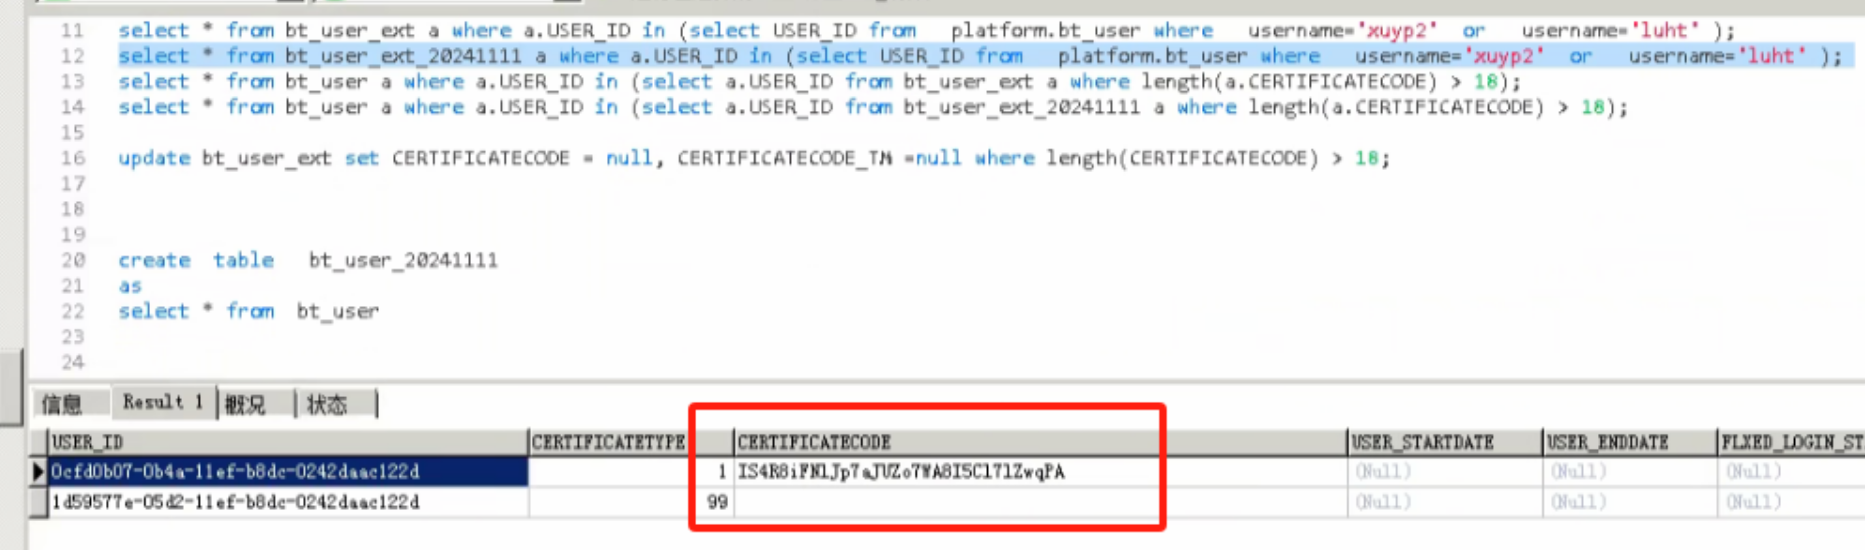 11 select * from bt_user_ext a where a.USER_ID in (select USER_ID from platform.bt_user where username='xuyp2' or username='luht' );
12 select * from bt_user_ext_20241111 a where a.USER_ID in (select USER_ID from platform.bt_user where username='xuyp2' or username='luht' );
13 select * from bt_user a where a.USER_ID in (select a.USER_ID from bt_user_ext a where length(a.CERTIFICATECODE) > 18);
14 select * from bt_user a where a.USER_ID in (select a.USER_ID from bt_user_ext_20241111 a where length(a.CERTIFICATECODE) > 18);
15
16 update bt_user_ext set CERTIFICATECODE = null, CERTIFICATECODE_TM =null where length(CERTIFICATECODE) > 18;
17
18
19
20 create table bt_user_20241111
21 as
22 select * from bt_user
23
24
信息 Result 1 概况 状态
USER_ID CERTIFICATETYPE CERTIFICATECODE USER_STARTDATE USER_ENDDATE FLXED_LOGIN_ST
0cfd0b07-0b4a-11ef-b8dc-0242daac122d 1 (Null) (Null) (Null)
1d59577e-05d2-11ef-b8dc-0242daac122d 99 (Null) (Null) (Null)